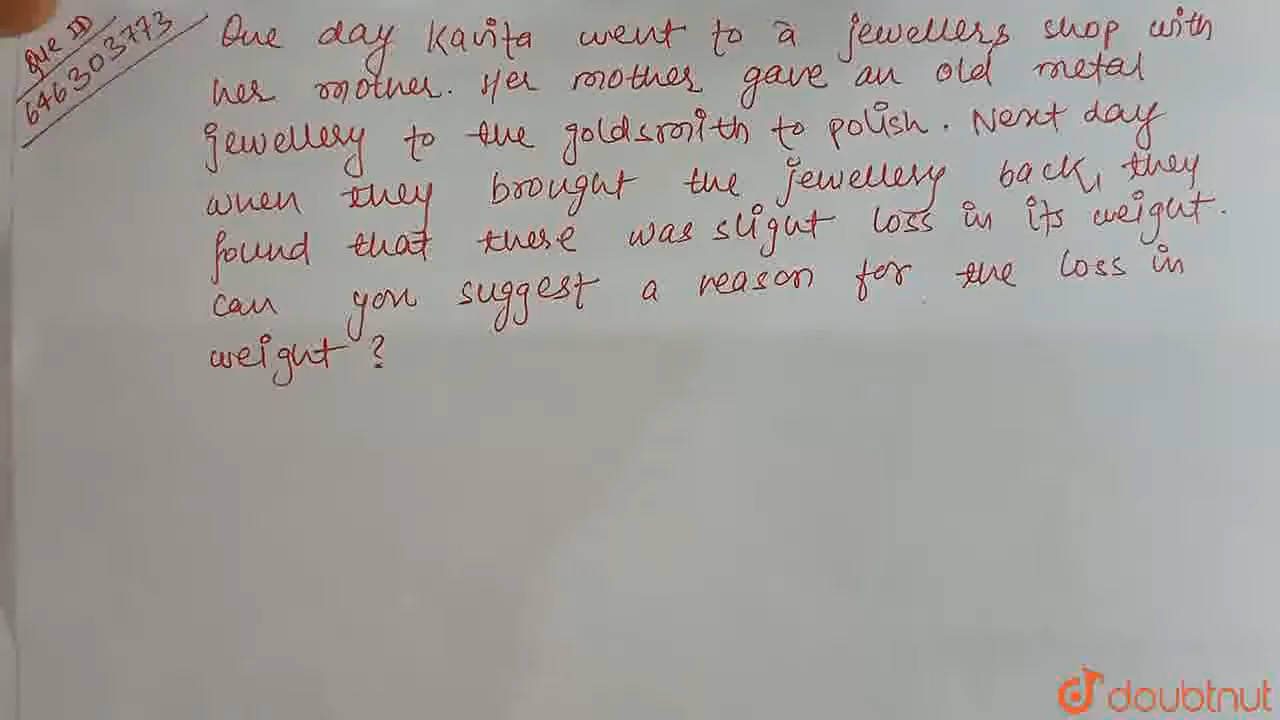 Que ID
646303773
One day Kavita went to a jewellers shop with
her mother. Her mother gave an old metal
jewellery to the goldsmith to polish. Next day
when they brought the jewellery back, they
found that there was slight loss in its weight.
can you suggest a reason for the loss in
weight?
doubtnut